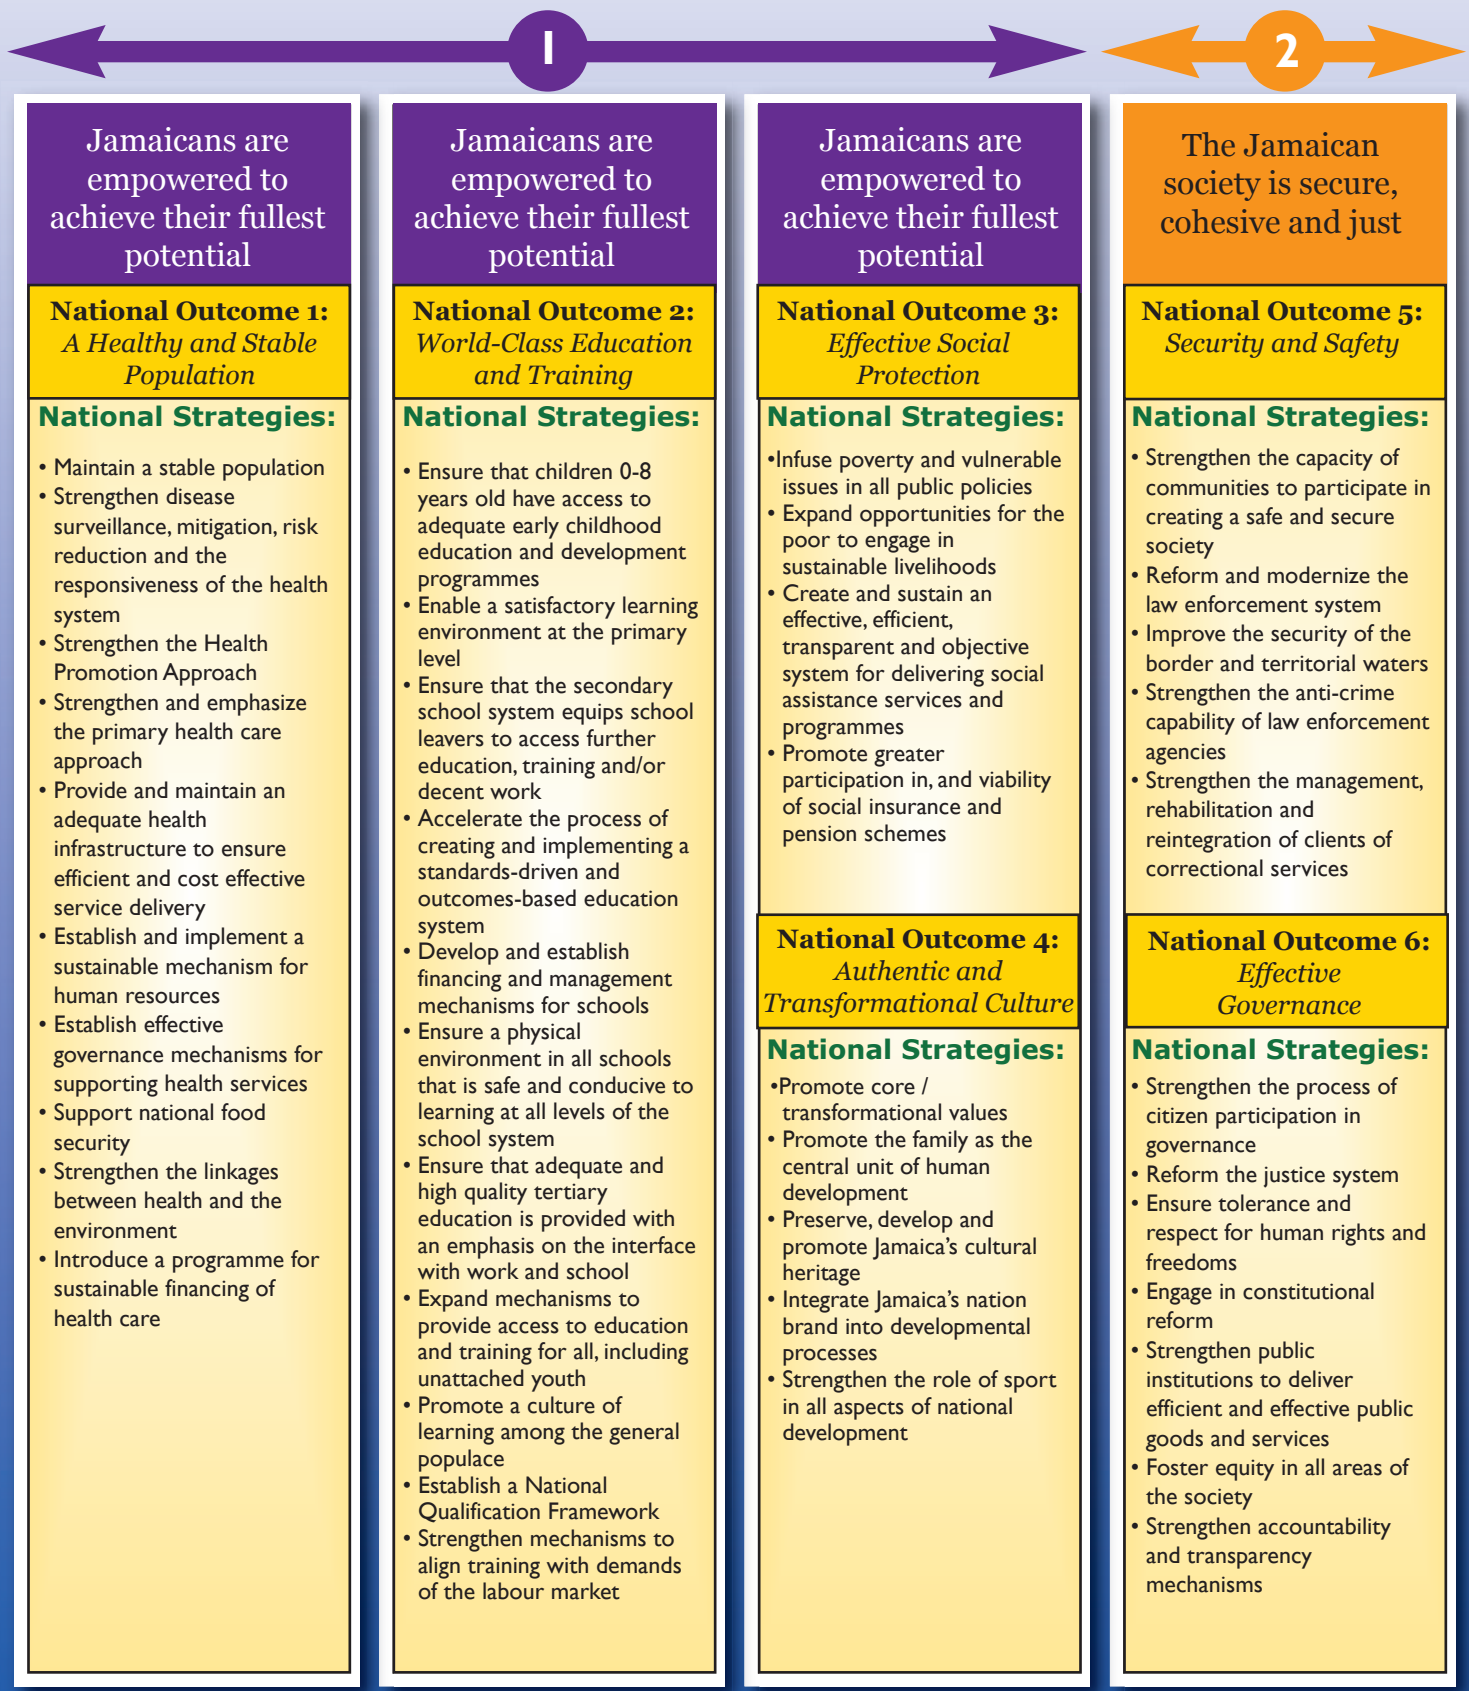 1
2
Jamaicans are
empowered to
achieve their fullest
potential
National Outcome 1:
A Healthy and Stable
Population
National Strategies:
• Maintain a stable population
• Strengthen disease
surveillance, mitigation, risk
reduction and the
responsiveness of the health
system
• Strengthen the Health
Promotion Approach
• Strengthen and emphasize
the primary health care
approach
• Provide and maintain an
adequate health
infrastructure to ensure
efficient and cost effective
service delivery
• Establish and implement a
sustainable mechanism for
human resources
• Establish effective
governance mechanisms for
supporting health services
• Support national food
security
• Strengthen the linkages
between health and the
environment
• Introduce a programme for
sustainable financing of
health care
Jamaicans are
empowered to
achieve their fullest
potential
National Outcome 2:
World-Class Education
and Training
National Strategies:
• Ensure that children 0-8
years old have access to
adequate early childhood
education and development
programmes
• Enable a satisfactory learning
environment at the primary
level
• Ensure that the secondary
school system equips school
leavers to access further
education, training and/or
decent work
• Accelerate the process of
creating and implementing a
standards-driven and
outcomes-based education
system
• Develop and establish
financing and management
mechanisms for schools
• Ensure a physical
environment in all schools
that is safe and conducive to
learning at all levels of the
school system
• Ensure that adequate and
high quality tertiary
education is provided with
an emphasis on the interface
with work and school
• Expand mechanisms to
provide access to education
and training for all, including
unattached youth
• Promote a culture of
learning among the general
populace
• Establish a National
Qualification Framework
• Strengthen mechanisms to
align training with demands
of the labour market
Jamaicans are
empowered to
achieve their fullest
potential
National Outcome 3:
Effective Social
Protection
National Strategies:
•Infuse poverty and vulnerable
issues in all public policies
• Expand opportunities for the
poor to engage in
sustainable livelihoods
• Create and sustain an
effective, efficient,
transparent and objective
system for delivering social
assistance services and
programmes
• Promote greater
participation in, and viability
of social insurance and
pension schemes
National Outcome 4:
Authentic and
Transformational Culture
National Strategies:
•Promote core /
transformational values
• Promote the family as the
central unit of human
development
• Preserve, develop and
promote Jamaica’s cultural
heritage
• Integrate Jamaica’s nation
brand into developmental
processes
• Strengthen the role of sport
in all aspects of national
development
The Jamaican
society is secure,
cohesive and just
National Outcome 5:
Security and Safety
National Strategies:
• Strengthen the capacity of
communities to participate in
creating a safe and secure
society
• Reform and modernize the
law enforcement system
• Improve the security of the
border and territorial waters
• Strengthen the anti-crime
capability of law enforcement
agencies
• Strengthen the management,
rehabilitation and
reintegration of clients of
correctional services
National Outcome 6:
Effective
Governance
National Strategies:
• Strengthen the process of
citizen participation in
governance
• Reform the justice system
• Ensure tolerance and
respect for human rights and
freedoms
• Engage in constitutional
reform
• Strengthen public
institutions to deliver
efficient and effective public
goods and services
• Foster equity in all areas of
the society
• Strengthen accountability
and transparency
mechanisms